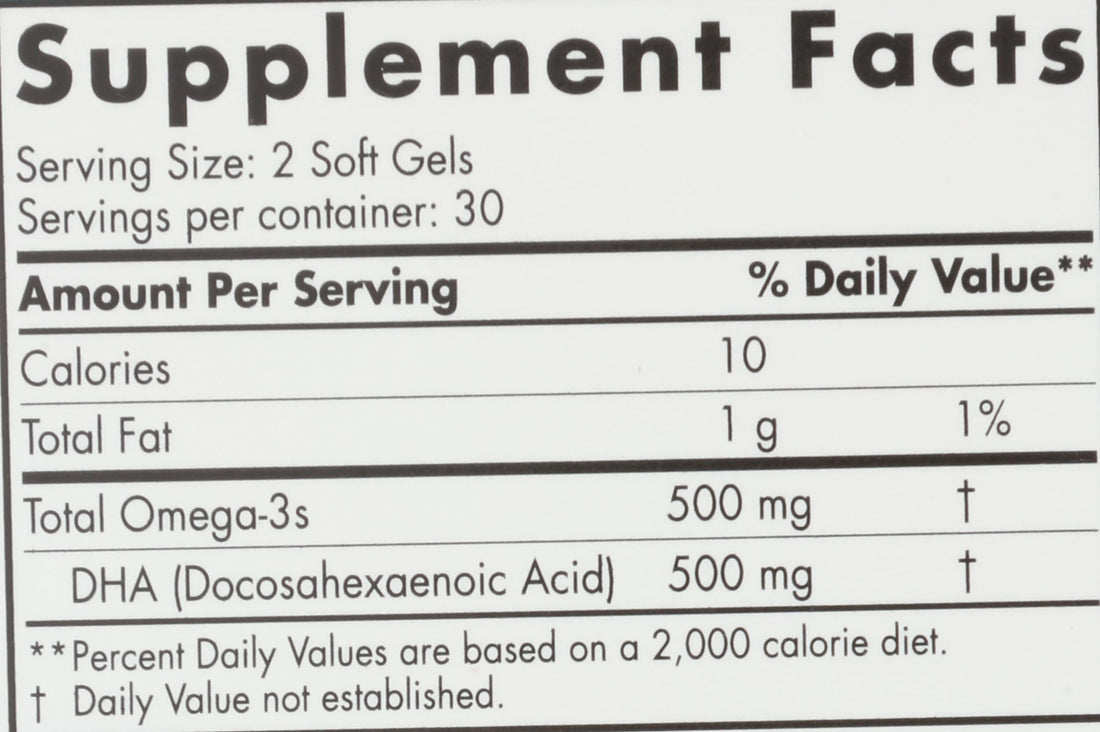 Supplement Facts
Serving Size: 2 Soft Gels
Servings per container: 30
Amount Per Serving % Daily Value**
Calories 10
Total Fat 1 g 1%
Total Omega-3s 500 mg †
DHA (Docosahexaenoic Acid) 500 mg †
**Percent Daily Values are based on a 2,000 calorie diet.
† Daily Value not established.